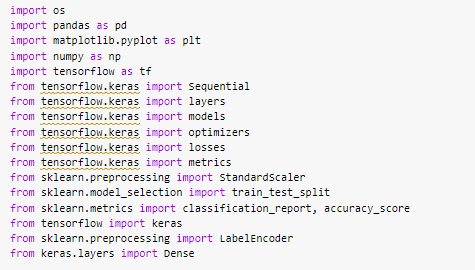 import os
import pandas as pd
import matplotlib.pyplot as plt
import numpy as np
import tensorflow as tf
from tensorflow.keras import Sequential
from tensorflow.keras import layers
from tensorflow.keras import models
from tensorflow.keras import optimizers
from tensorflow.keras import losses
from tensorflow.keras import metrics
from sklearn.preprocessing import StandardScaler
from sklearn.model_selection import train_test_split
from sklearn.metrics import classification_report, accuracy_score
from tensorflow import keras
from sklearn.preprocessing import LabelEncoder
from keras.layers import Dense